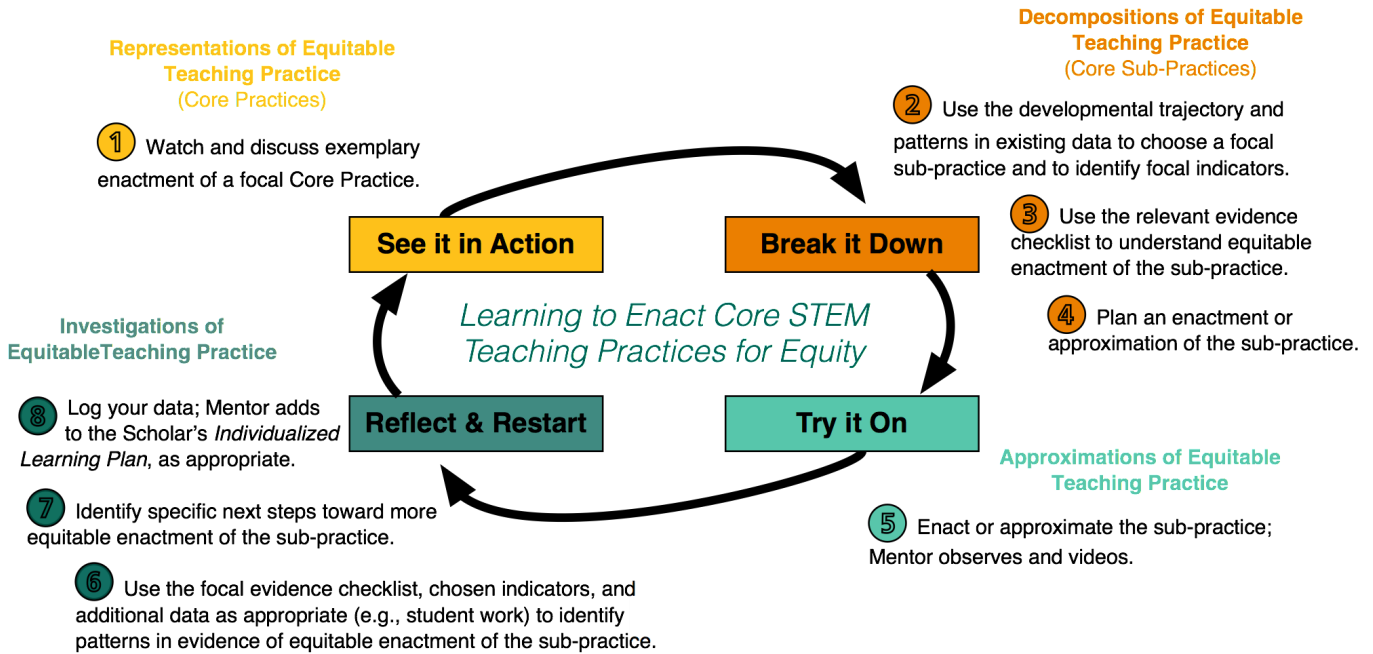 Representations of Equitable
Teaching Practice
(Core Practices)
1 Watch and discuss exemplary
enactment of a focal Core Practice.
Decompositions of Equitable
Teaching Practice
(Core Sub-Practices)
2 Use the developmental trajectory and
patterns in existing data to choose a focal
sub-practice and to identify focal indicators.
3 Use the relevant evidence
checklist to understand equitable
enactment of the sub-practice.
4 Plan an enactment or
approximation of the sub-practice.
See it in Action
Break it Down
Learning to Enact Core STEM
Teaching Practices for Equity
Reflect & Restart
Try it On
Approximations of Equitable
Teaching Practice
5 Enact or approximate the sub-practice;
Mentor observes and videos.
Investigations of
EquitableTeaching Practice
8 Log your data; Mentor adds
to the Scholar's Individualized
Learning Plan, as appropriate.
7 Identify specific next steps toward more
equitable enactment of the sub-practice.
6 Use the focal evidence checklist, chosen indicators, and
additional data as appropriate (e.g., student work) to identify
patterns in evidence of equitable enactment of the sub-practice.